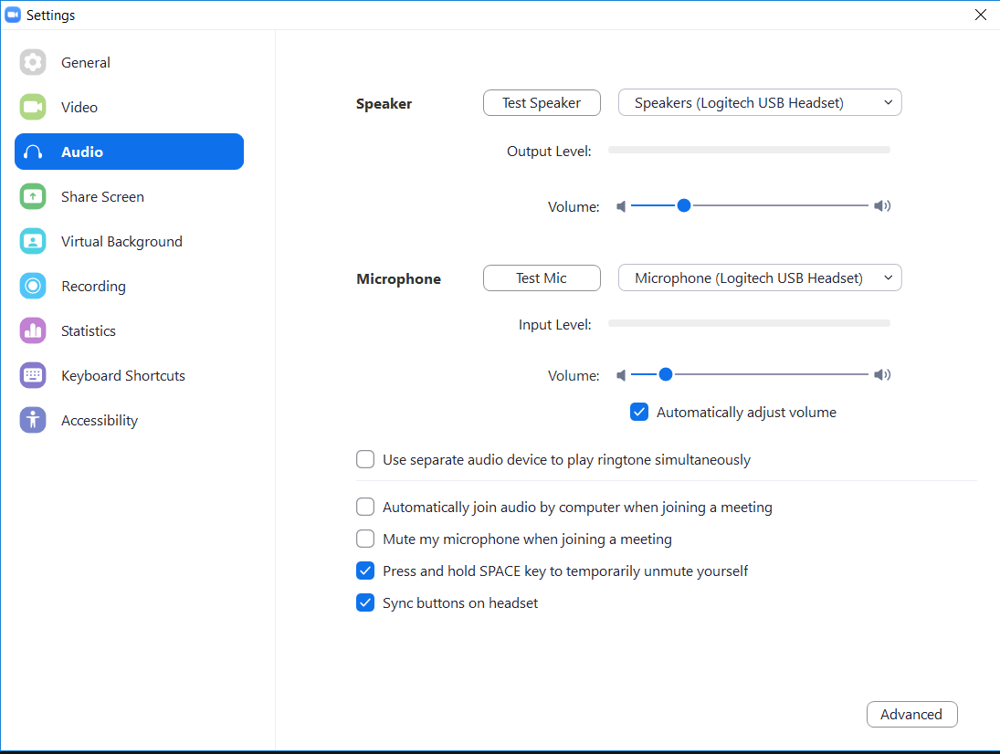 Settings
General
Video
Audio
Share Screen
Virtual Background
Recording
Statistics
Keyboard Shortcuts
Accessibility
Speaker
Test Speaker
Speakers (Logitech USB Headset)
Output Level:
Volume:
Microphone
Test Mic
Microphone (Logitech USB Headset)
Input Level:
Volume:
Automatically adjust volume
Use separate audio device to play ringtone simultaneously
Automatically join audio by computer when joining a meeting
Mute my microphone when joining a meeting
Press and hold SPACE key to temporarily unmute yourself
Sync buttons on headset
Advanced